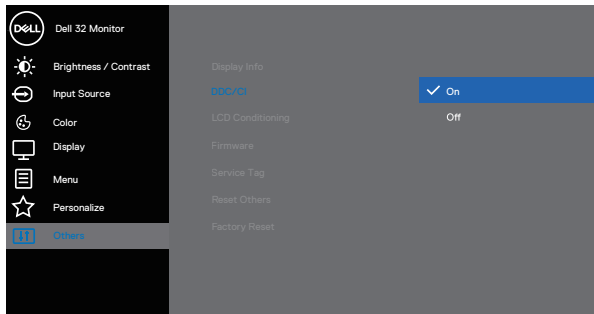 DELL
Dell 32 Monitor
Brightness / Contrast
Input Source
Color
Display
Menu
Personalize
Others
Display Info
DDC/CI
LCD Conditioning
Firmware
Service Tag
Reset Others
Factory Reset
On
Off